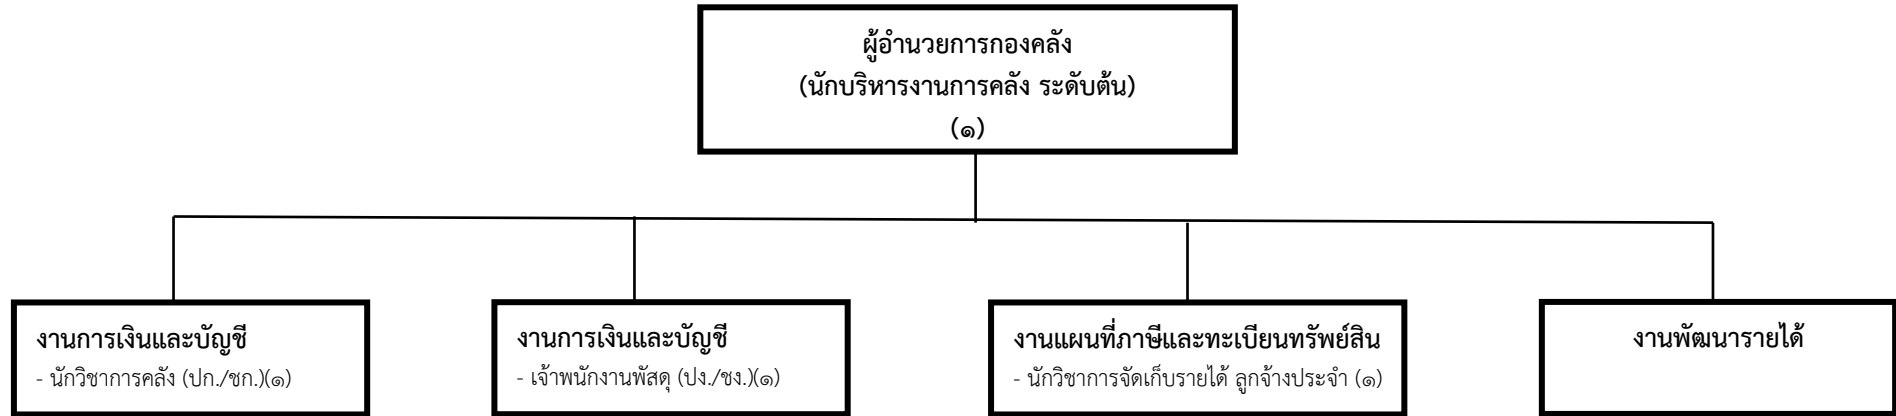 ผู้อำนวยการกองคลัง
(นักบริหารงานการคลัง ระดับต้น)
(๑)
งานการเงินและบัญชี
- นักวิชาการคลัง (ปก./ชก.)(๑)
งานการเงินและบัญชี
- เจ้าพนักงานพัสดุ (ปง./ชง.)(๑)
งานแผนที่ภาษีและทะเบียนทรัพย์สิน
- นักวิชาการจัดเก็บรายได้ ลูกจ้างประจำ (๑)
งานพัฒนารายได้